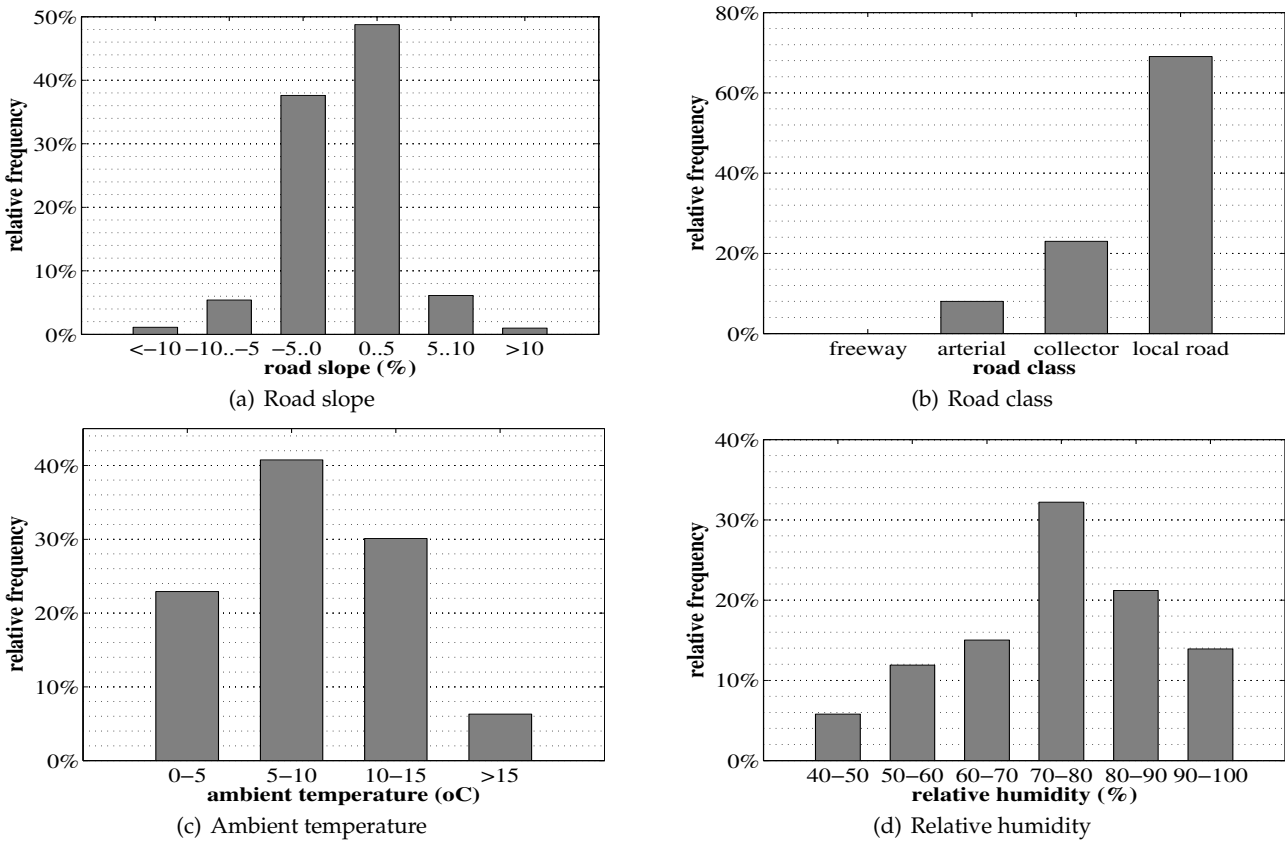 50%
40%
30%
20%
10%
0%
relative frequency
<−10 −10..−5 −5..0 0..5 5..10 >10
road slope (%)
(a) Road slope
80%
60%
40%
20%
0%
relative frequency
freeway arterial collector local road
road class
(b) Road class
40%
30%
20%
10%
0%
relative frequency
0−5 5−10 10−15 >15
ambient temperature (oC)
(c) Ambient temperature
40%
30%
20%
10%
0%
relative frequency
40−50 50−60 60−70 70−80 80−90 90−100
relative humidity (%)
(d) Relative humidity